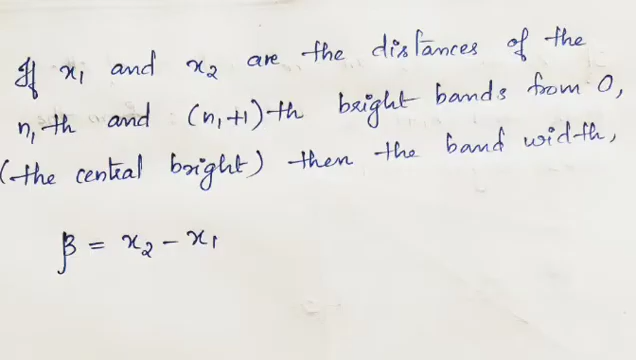 If x₁ and x₂ are the distances of the
n₁th and (n₁+1)-th bright bands from O,
(the central bright) then the band width,
β = x₂ - x₁